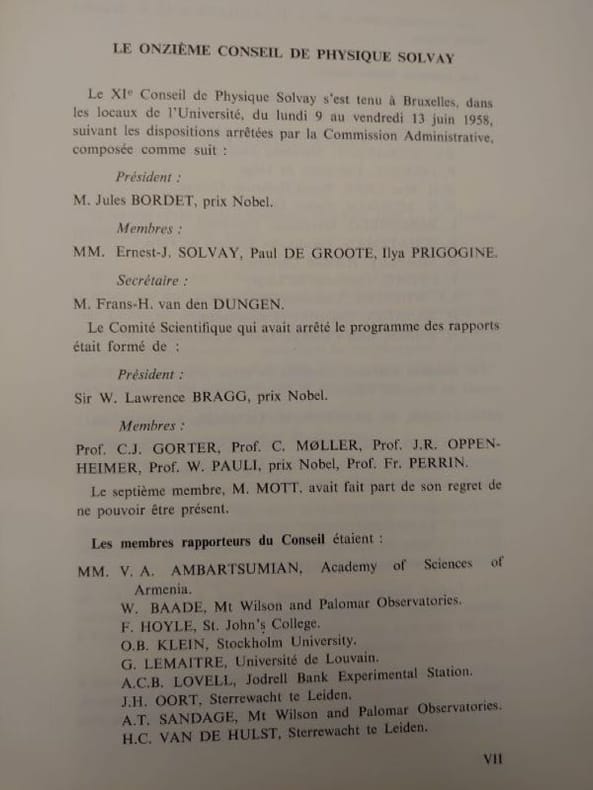 LE ONZIÈME CONSEIL DE PHYSIQUE SOLVAY
Le XIe Conseil de Physique Solvay s'est tenu à Bruxelles, dans
les locaux de l'Université, du lundi 9 au vendredi 13 juin 1958,
suivant les dispositions arrêtées par la Commission Administrative,
composée comme suit :
Président :
M. Jules BORDET, prix Nobel.
Membres :
MM. Ernest-J. SOLVAY, Paul DE GROOTE, Ilya PRIGOGINE.
Secrétaire :
M. Frans-H. van den DUNGEN.
Le Comité Scientifique qui avait arrêté le programme des rapports
était formé de :
Président :
Sir W. Lawrence BRAGG, prix Nobel.
Membres :
Prof. C.J. GORTER, Prof. C. MØLLER, Prof. J.R. OPPEN-
HEIMER, Prof. W. PAULI, prix Nobel, Prof. Fr. PERRIN.
Le septième membre, M. MOTT, avait fait part de son regret de
ne pouvoir être présent.
Les membres rapporteurs du Conseil étaient :
MM. V. A. AMBARTSUMIAN, Academy of Sciences of
Armenia.
W. BAADE, Mt Wilson and Palomar Observatories.
F. HOYLE, St. John's College.
O.B. KLEIN, Stockholm University.
G. LEMAITRE, Université de Louvain.
A.C.B. LOVELL, Jodrell Bank Experimental Station.
J.H. OORT, Sterrewacht te Leiden.
A.T. SANDAGE, Mt Wilson and Palomar Observatories.
H.C. VAN DE HULST, Sterrewacht te Leiden.
VII